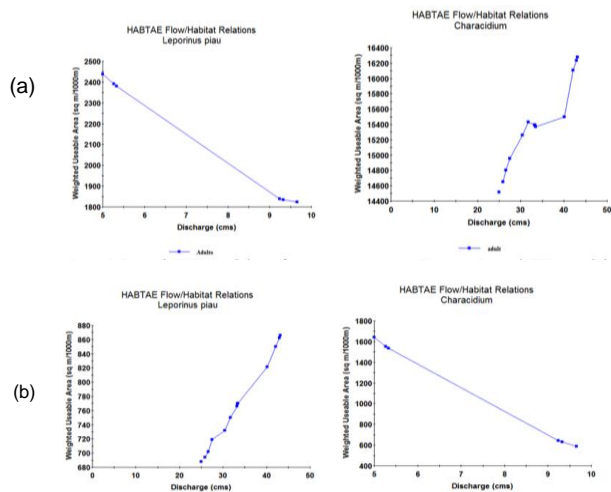 (a)
HABTAE Flow/Habitat Relations
Leporinus piau
Weighted Useable Area (sq m/1000m)
2600
2500
2400
2300
2200
2100
2000
1900
1800
5 6 7 8 9 10
Discharge (cms)
Adults
HABTAE Flow/Habitat Relations
Characidium
Weighted Useable Area (sq m/1000m)
16400
16200
16000
15800
15600
15400
15200
15000
14800
14600
14400
0 10 20 30 40 50 60
Discharge (cms)
adult
(b)
HABTAE Flow/Habitat Relations
Leporinus piau
Weighted Useable Area (sq m/1000m)
880
860
840
820
800
780
760
740
720
700
680
0 10 20 30 40 50
Discharge (cms)
HABTAE Flow/Habitat Relations
Characidium
Weighted Useable Area (sq m/1000m)
1800
1600
1400
1200
1000
800
600
400
5 6 7 8 9 10
Discharge (cms)